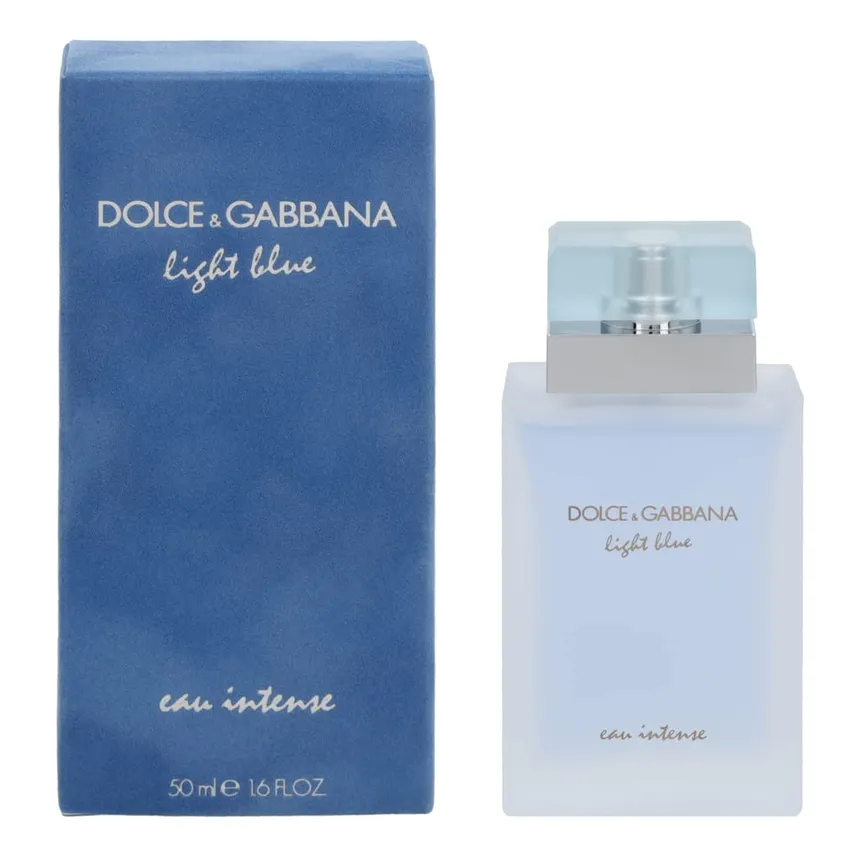 DOLCE & GABBANA
light blue
eau intense
50 ml e 1.6 FL.OZ
DOLCE & GABBANA
light blue
eau intense